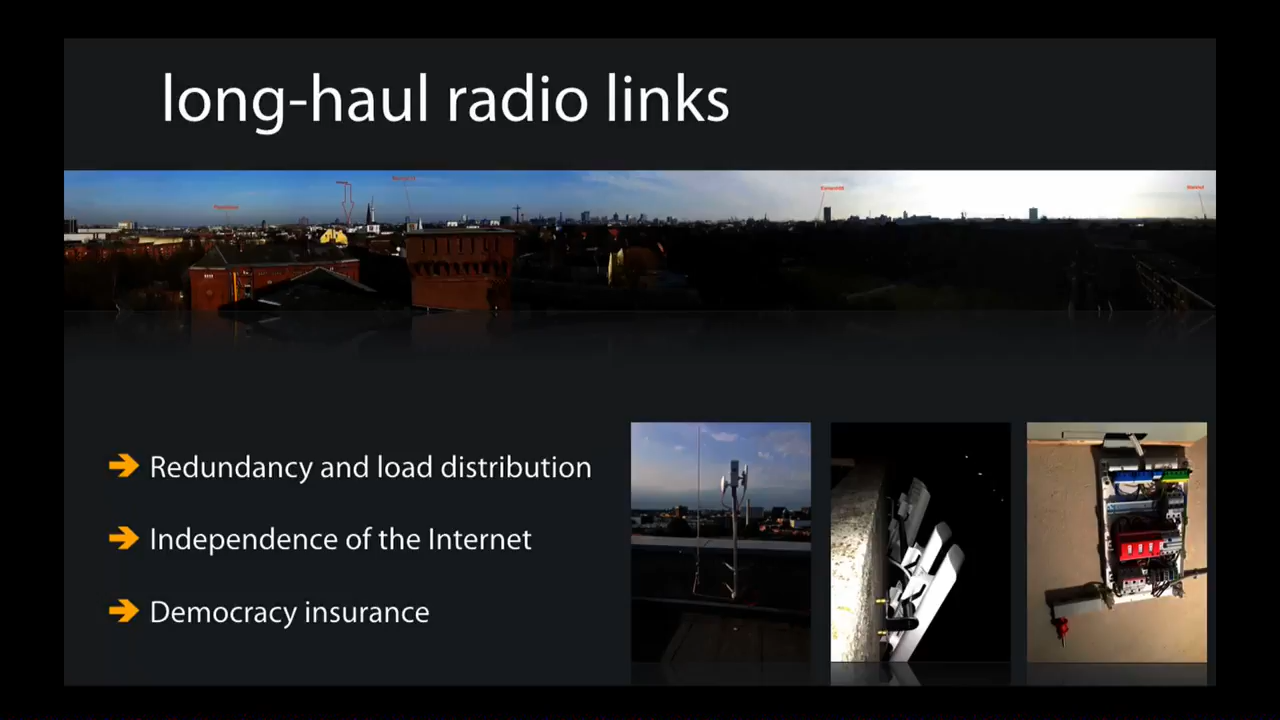 long-haul radio links
Redundancy and load distribution
Independence of the Internet
Democracy insurance